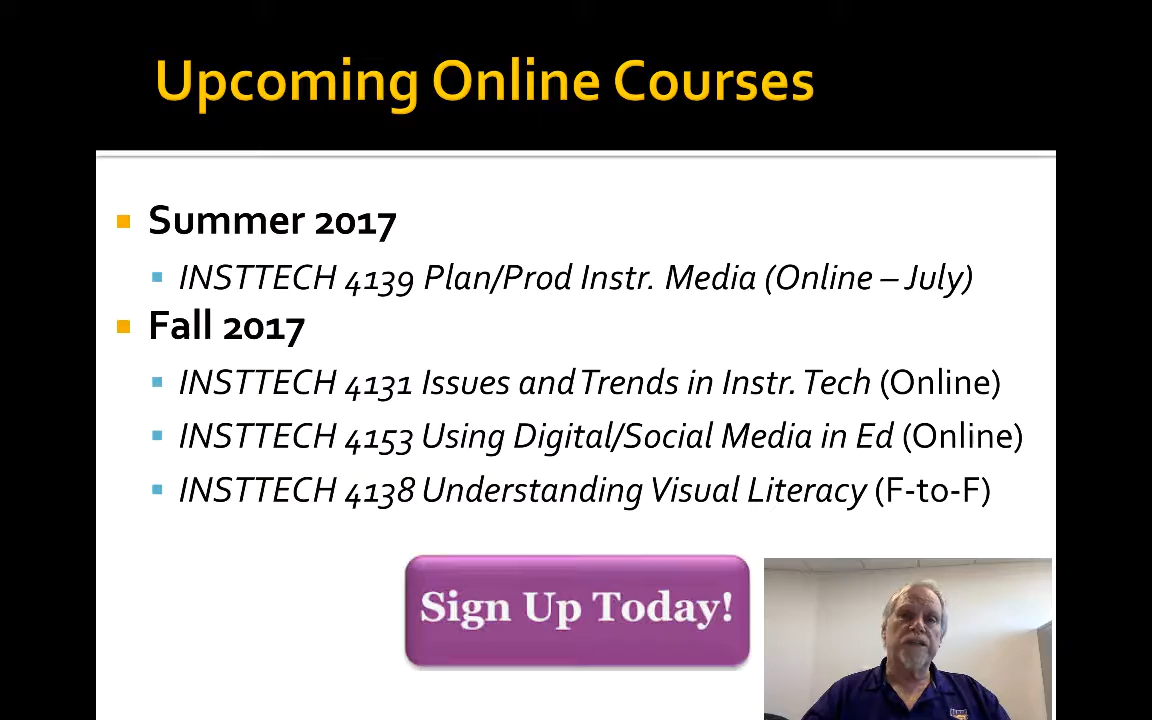 Upcoming Online Courses
Summer 2017
INSTTECH 4139 Plan/Prod Instr. Media (Online – July)
Fall 2017
INSTTECH 4131 Issues and Trends in Instr. Tech (Online)
INSTTECH 4153 Using Digital/Social Media in Ed (Online)
INSTTECH 4138 Understanding Visual Literacy (F-to-F)
Sign Up Today!